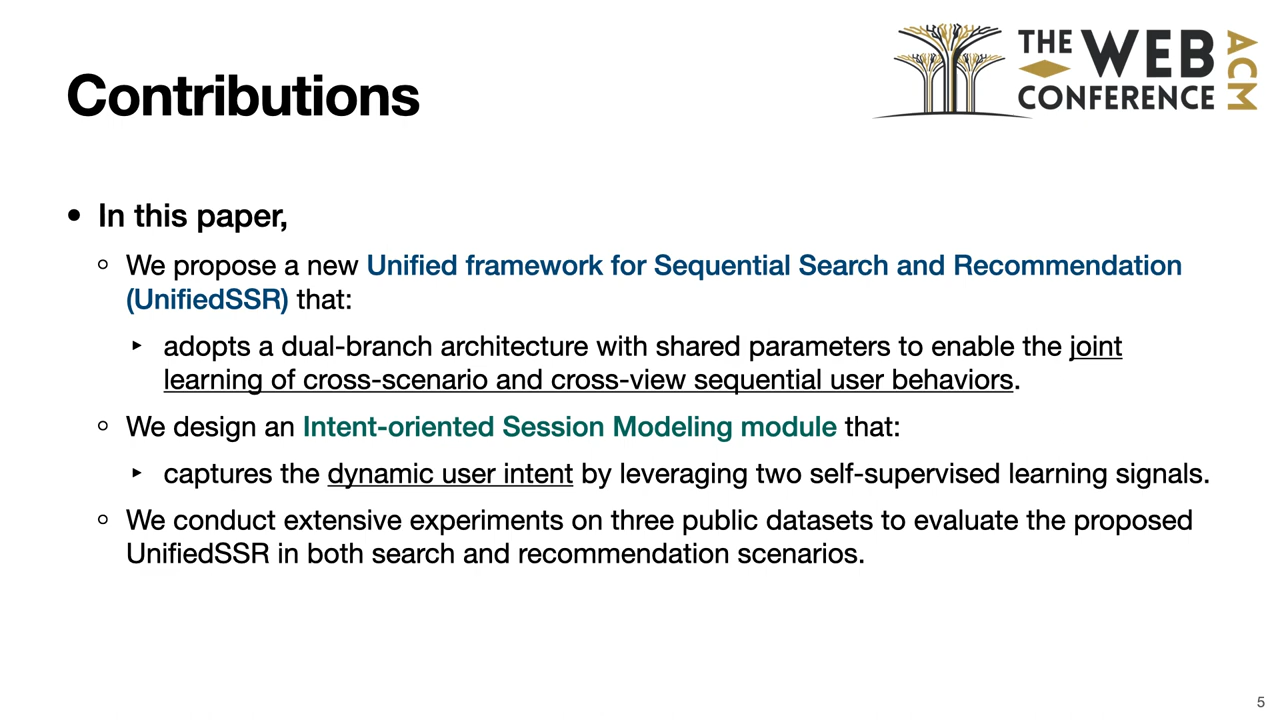 THE WEB CONFERENCE ACM
Contributions
• In this paper,
○ We propose a new Unified framework for Sequential Search and Recommendation
(UnifiedSSR) that:
‣ adopts a dual-branch architecture with shared parameters to enable the joint
learning of cross-scenario and cross-view sequential user behaviors.
○ We design an Intent-oriented Session Modeling module that:
‣ captures the dynamic user intent by leveraging two self-supervised learning signals.
○ We conduct extensive experiments on three public datasets to evaluate the proposed
UnifiedSSR in both search and recommendation scenarios.
5